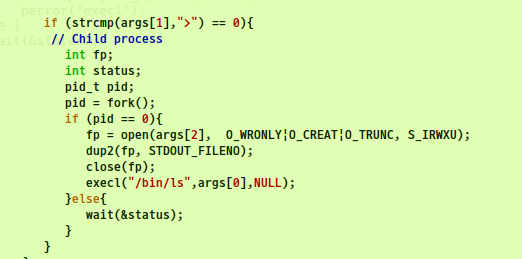 perror("execl");
if (strcmp(args[1],">") == 0){
// Child process
int fp;
int status;
pid_t pid;
pid = fork();
if (pid == 0){
fp = open(args[2], O_WRONLY¦O_CREAT¦O_TRUNC, S_IRWXU);
dup2(fp, STDOUT_FILENO);
close(fp);
execl("/bin/ls",args[0],NULL);
}else{
wait(&status);
}
}